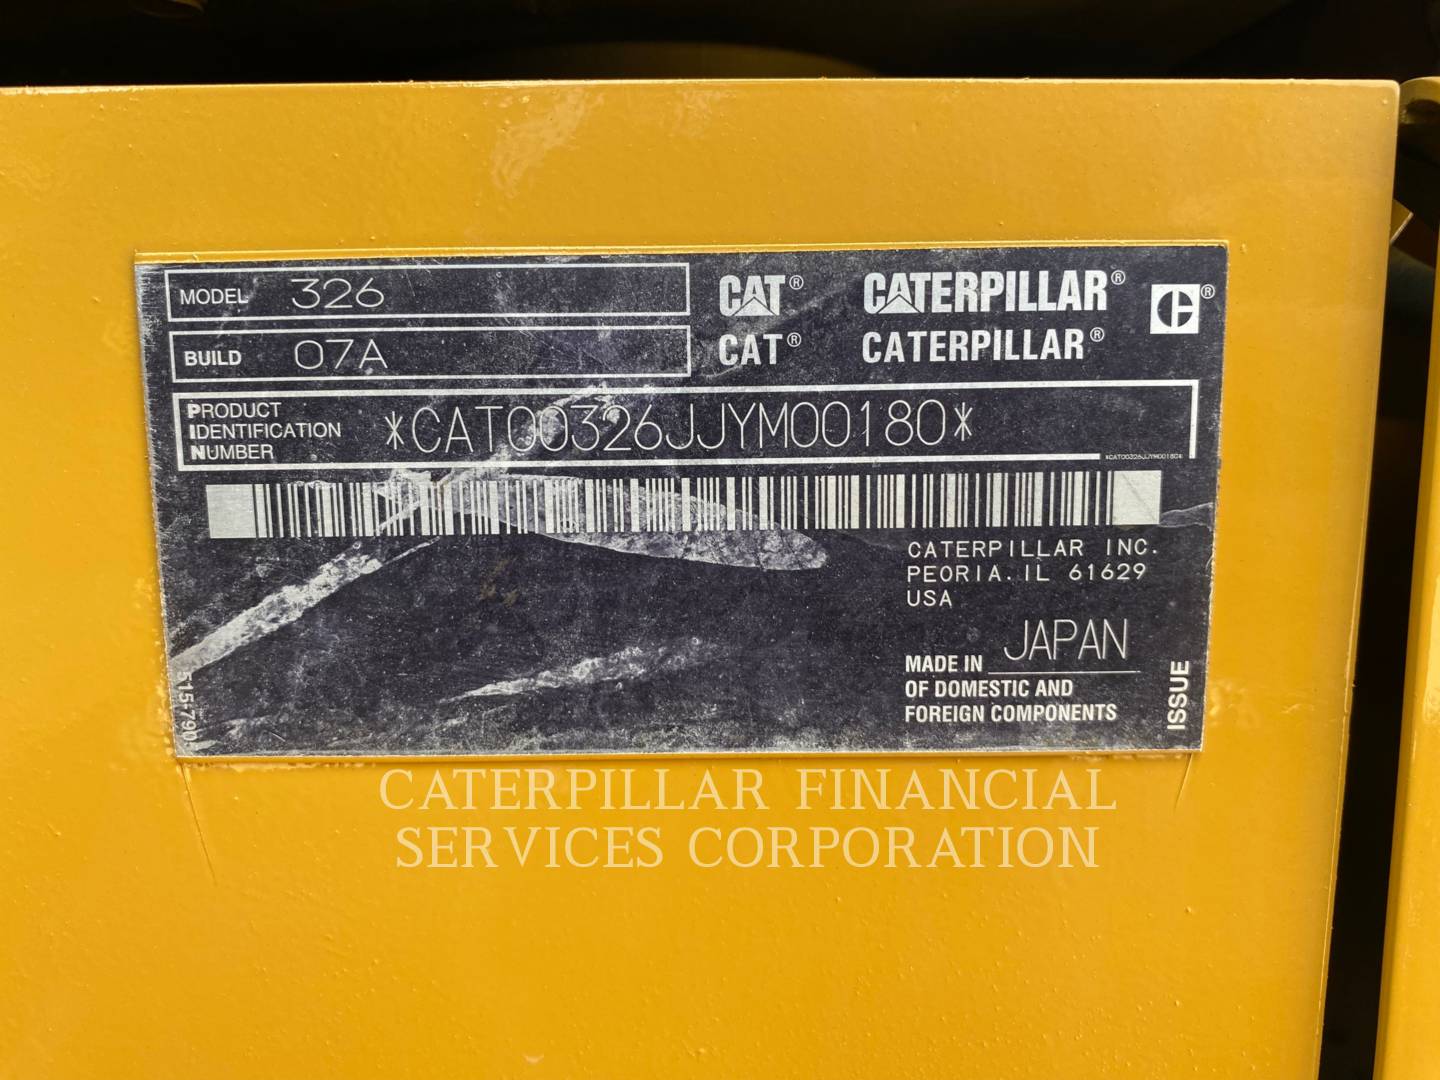 MODEL 326
BUILD 07A
CAT® CATERPILLAR®
CAT® CATERPILLAR®
C ®
PRODUCT
IDENTIFICATION
NUMBER
*CAT00326JJYM00180*
*CAT00326JJYM00180*
CATERPILLAR INC.
PEORIA.IL 61629
USA
MADE IN JAPAN
OF DOMESTIC AND
FOREIGN COMPONENTS
ISSUE
CATERPILLAR FINANCIAL
SERVICES CORPORATION